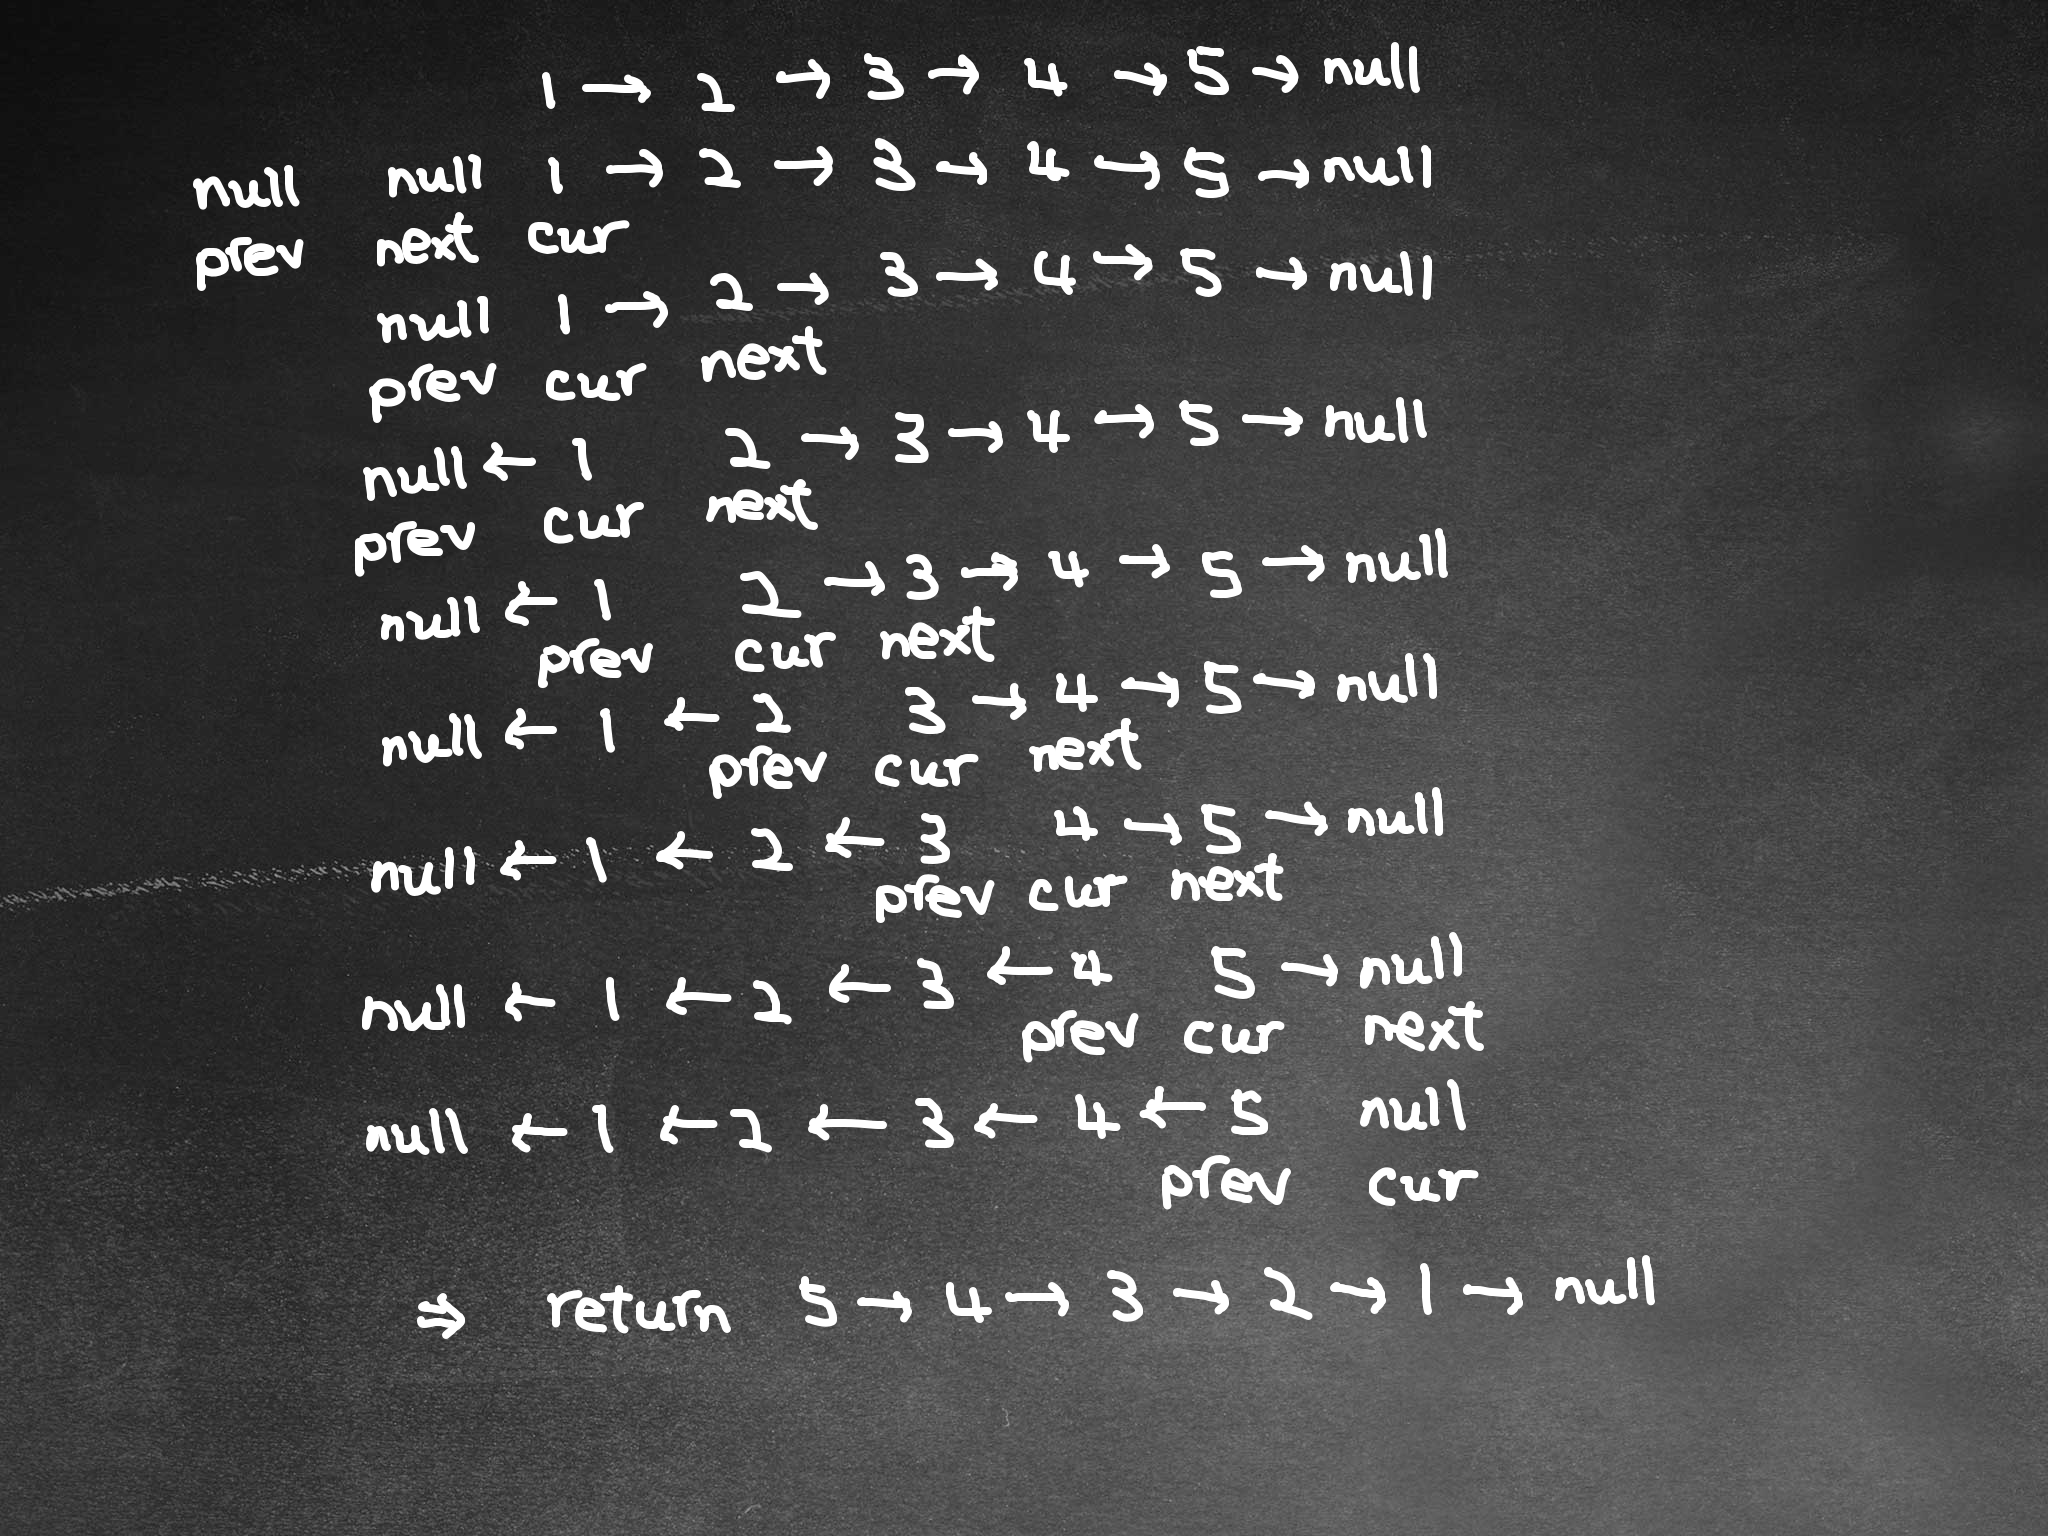 1 → 2 → 3 → 4 → 5 → null
null null 1 → 2 → 3 → 4 → 5 → null
prev next cur
null 1 → 2 → 3 → 4 → 5 → null
prev cur next
null ← 1 2 → 3 → 4 → 5 → null
prev cur next
null ← 1 2 → 3 → 4 → 5 → null
prev cur next
null ← 1 ← 2 3 → 4 → 5 → null
prev cur next
null ← 1 ← 2 ← 3 4 → 5 → null
prev cur next
null ← 1 ← 2 ← 3 ← 4 5 → null
prev cur next
null ← 1 ← 2 ← 3 ← 4 ← 5 null
prev cur
⇒ return 5 → 4 → 3 → 2 → 1 → null